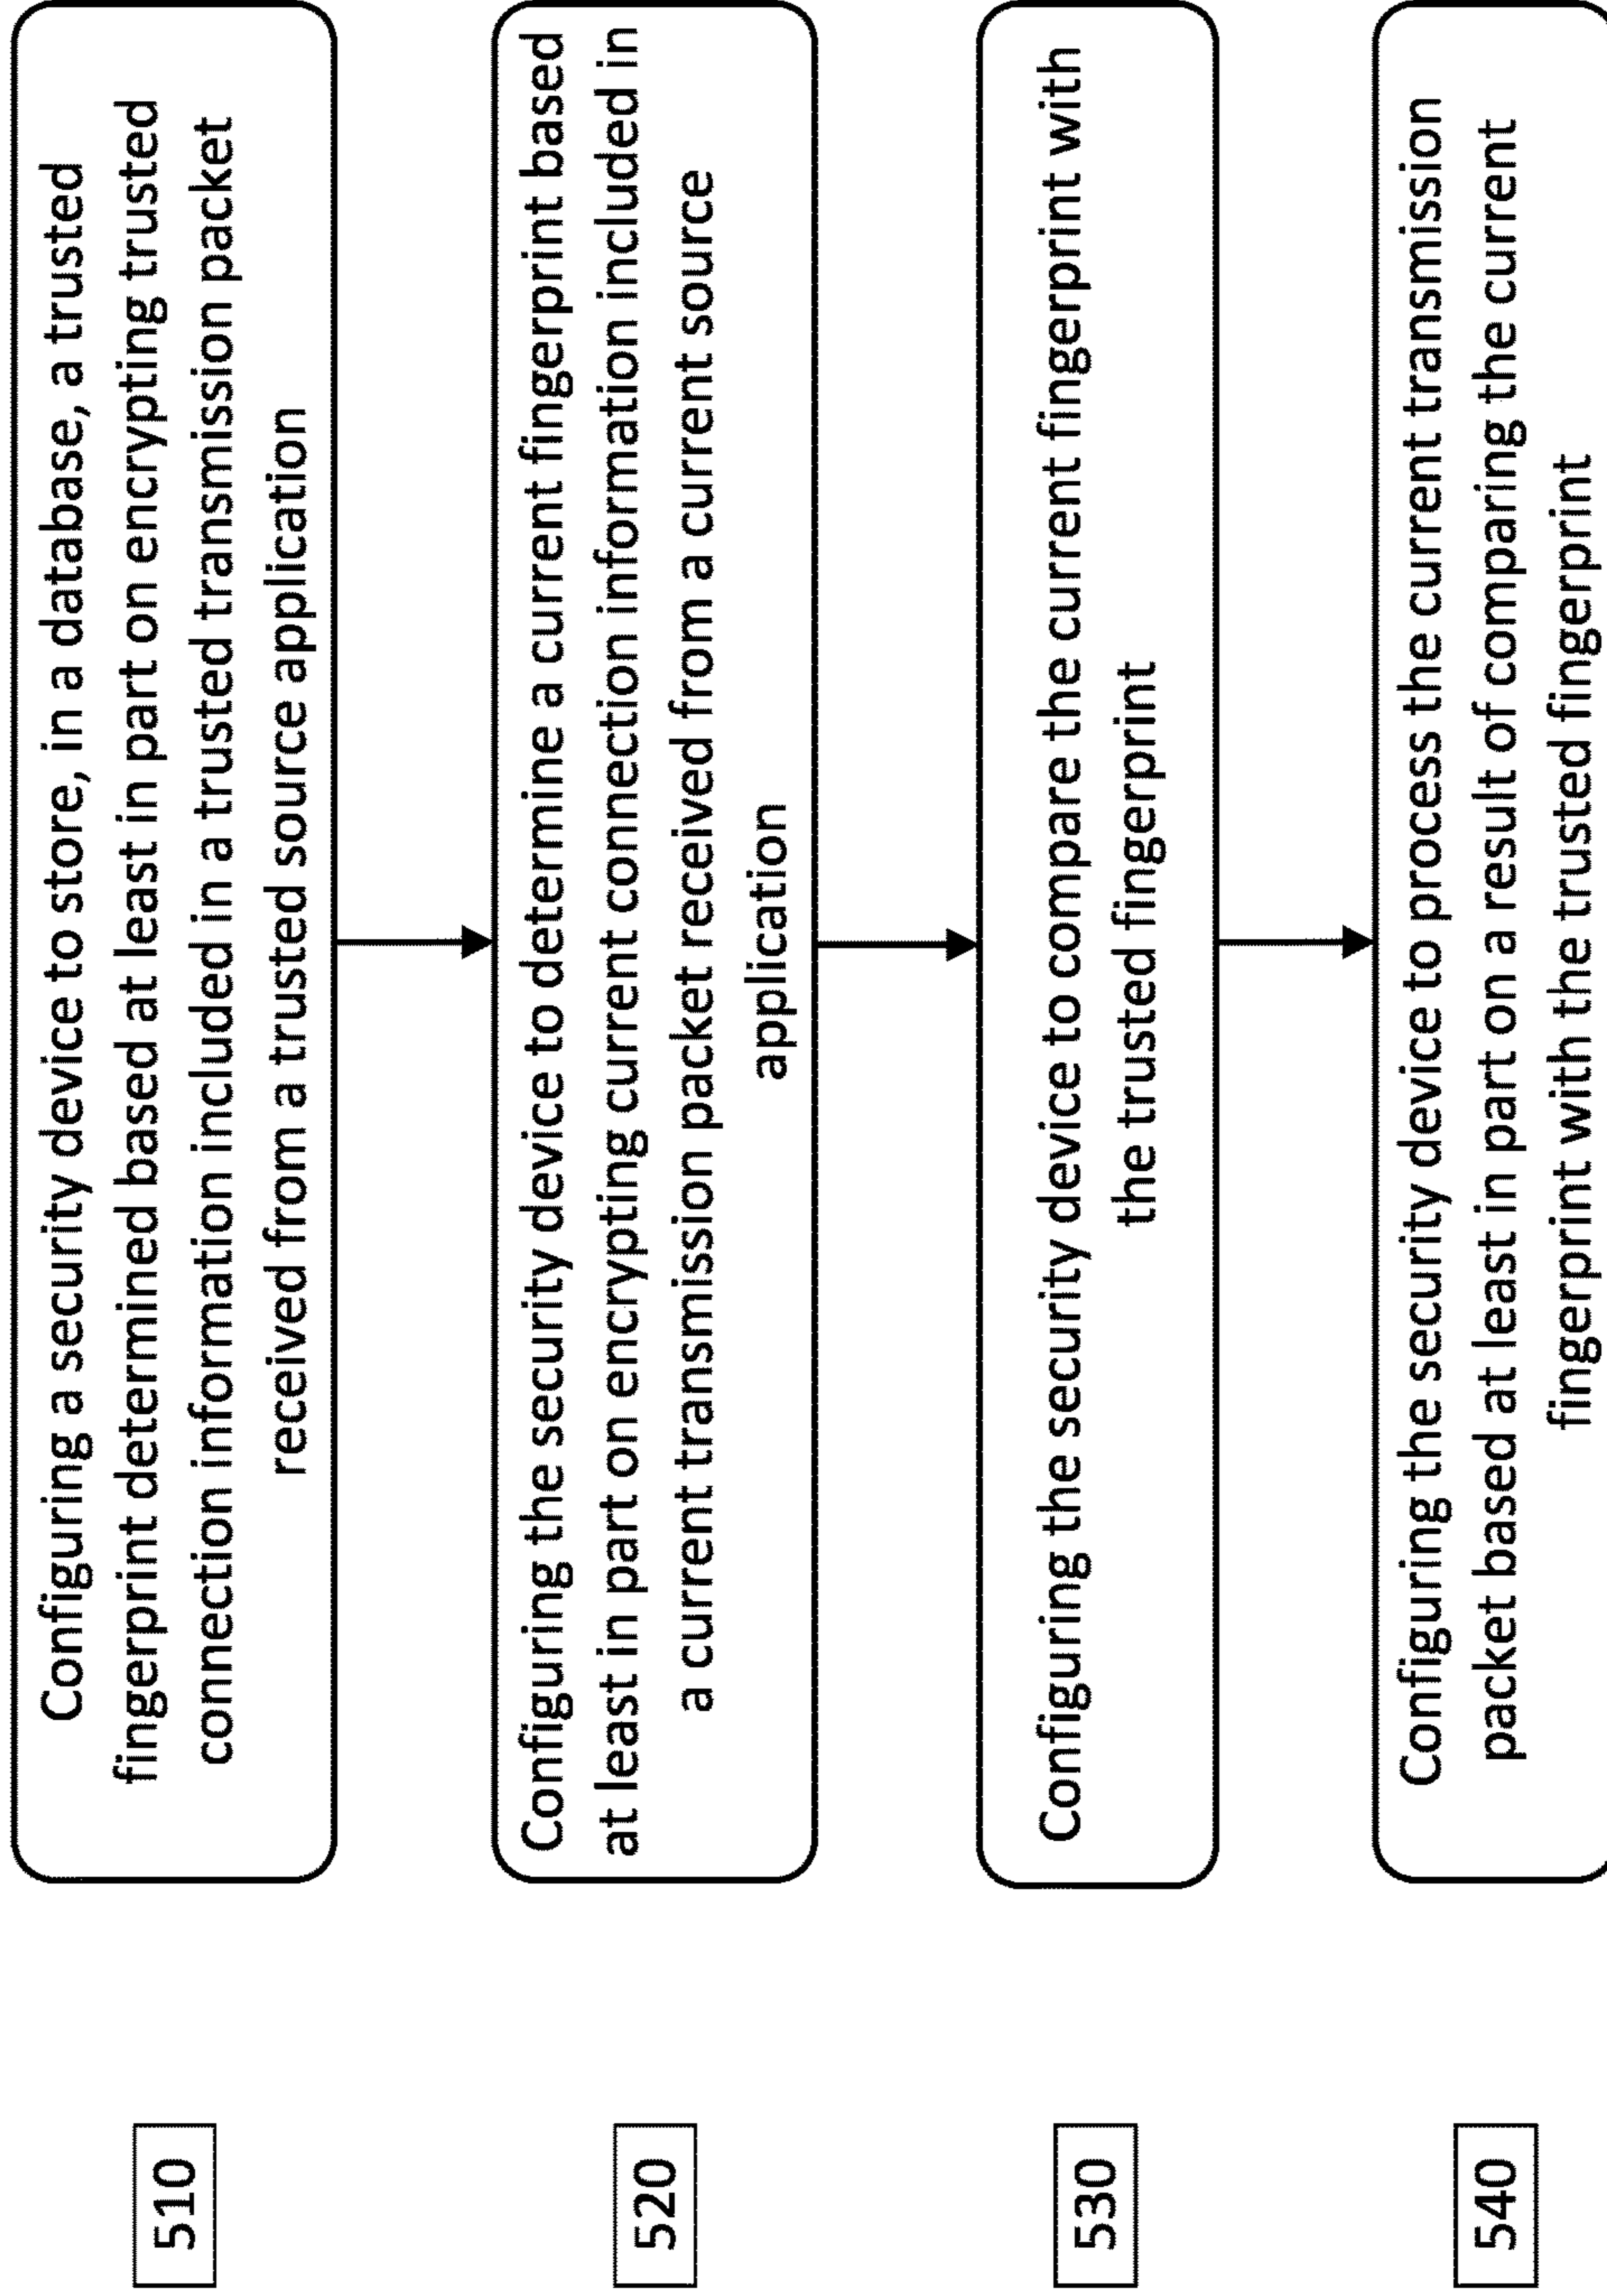 510
Configuring a security device to store, in a database, a trusted
fingerprint determined based at least in part on encrypting trusted
connection information included in a trusted transmission packet
received from a trusted source application
520
Configuring the security device to determine a current fingerprint based
at least in part on encrypting current connection information included in
a current transmission packet received from a current source
application
530
Configuring the security device to compare the current fingerprint with
the trusted fingerprint
540
Configuring the security device to process the current transmission
packet based at least in part on a result of comparing the current
fingerprint with the trusted fingerprint